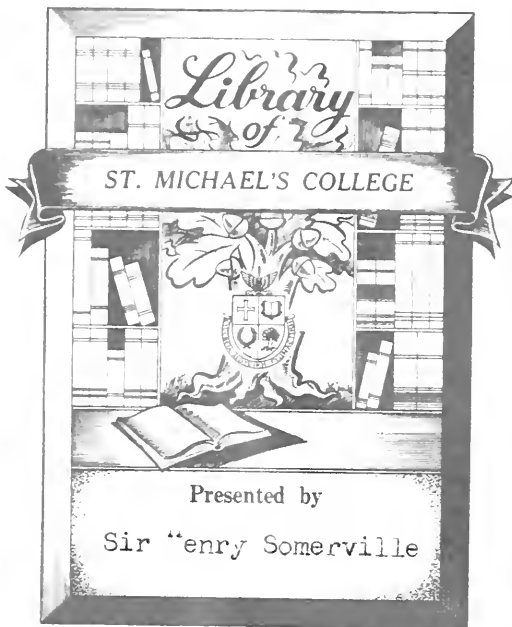 Library
of
ST. MICHAEL'S COLLEGE
Presented by
Sir "enry Somerville